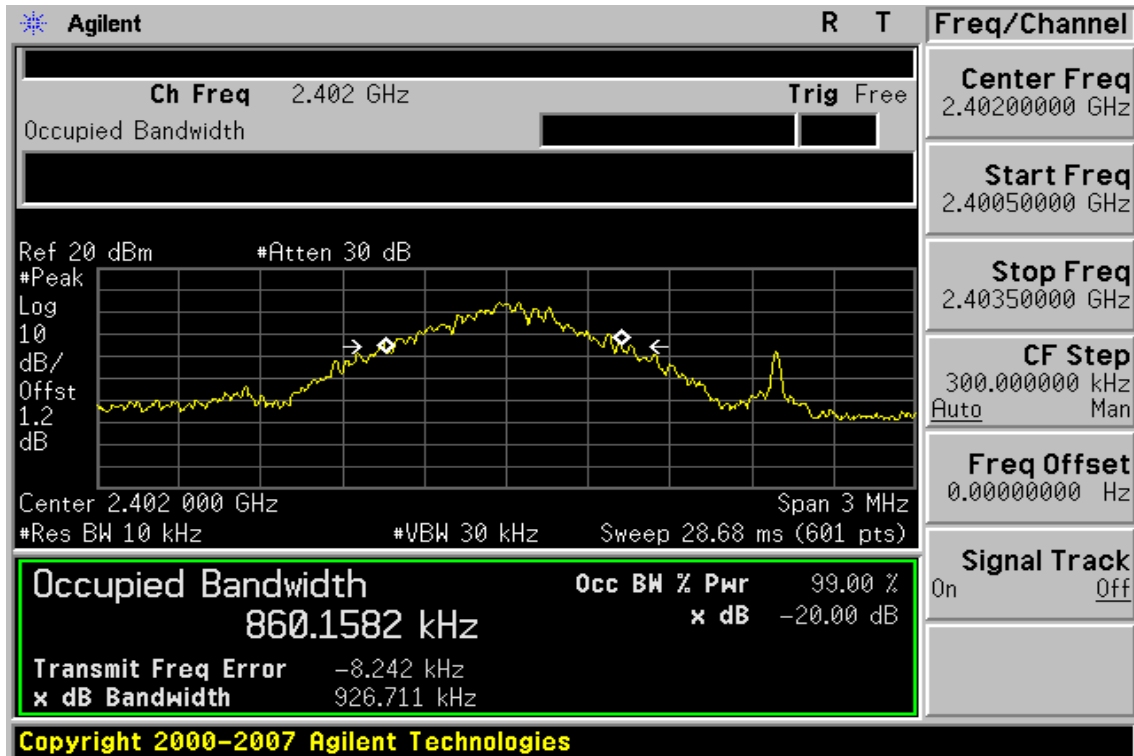 Agilent R T
Ch Freq 2.402 GHz Trig Free
Occupied Bandwidth
Ref 20 dBm #Atten 30 dB
#Peak
Log
10
dB/
Offst
1.2
dB
Center 2.402 000 GHz Span 3 MHz
#Res BW 10 kHz #VBW 30 kHz Sweep 28.68 ms (601 pts)
Occupied Bandwidth
860.1582 kHz
Occ BW % Pwr 99.00 %
x dB -20.00 dB
Transmit Freq Error -8.242 kHz
x dB Bandwidth 926.711 kHz
Copyright 2000-2007 Agilent Technologies
Freq/Channel
Center Freq
2.40200000 GHz
Start Freq
2.40050000 GHz
Stop Freq
2.40350000 GHz
CF Step
300.000000 kHz
Auto Man
Freq Offset
0.00000000 Hz
Signal Track
On Off